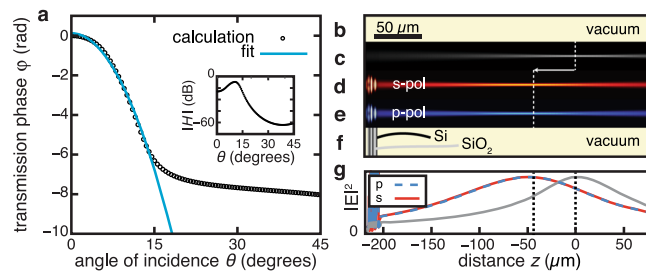 a
transmission phase φ (rad)
0
−2
−4
−6
−8
−10
calculation
fit
|H| (dB)
0
−60
0 15 30 45
θ (degrees)
0 15 30 45
angle of incidence θ (degrees)
b
50 µm
vacuum
c
d
s-pol
e
p-pol
f
Si
SiO2
vacuum
g
|E|²
p
s
0
−200 −150 −100 −50 0 50
distance z (µm)